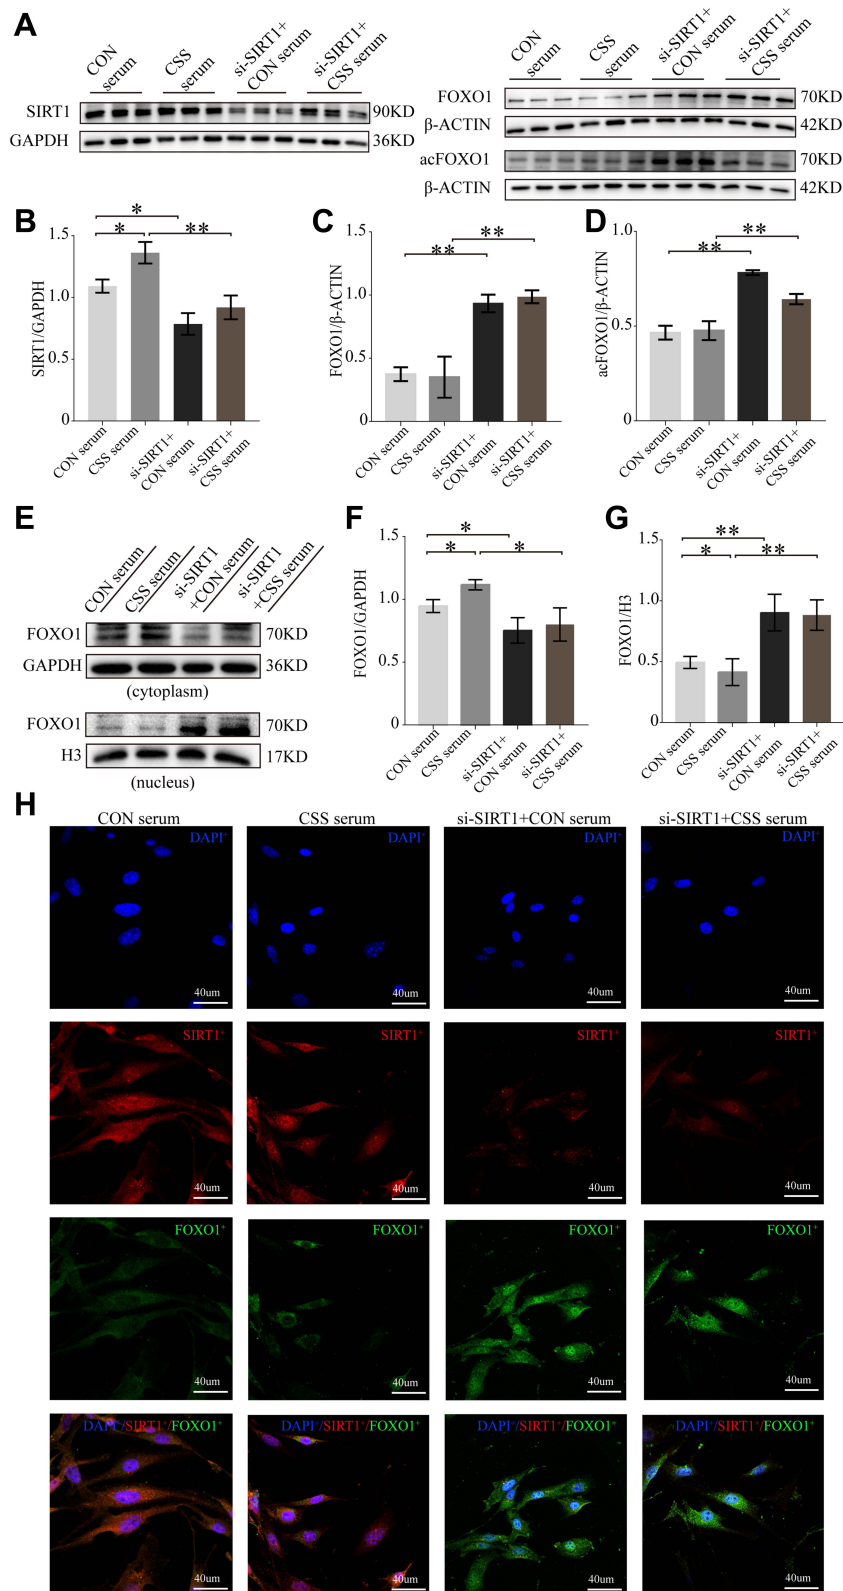 A
CON serum
CSS serum
si-SIRT1+ CON serum
si-SIRT1+ CSS serum
SIRT1 90KD
GAPDH 36KD
CON serum
CSS serum
si-SIRT1+ CON serum
si-SIRT1+ CSS serum
FOXO1 70KD
β-ACTIN 42KD
acFOXO1 70KD
β-ACTIN 42KD
B
SIRT1/GAPDH
1.5
1.0
0.5
0
*
*
**
CON serum
CSS serum
si-SIRT1+
CON serum
si-SIRT1+
CSS serum
C
FOXO1/β-ACTIN
1.5
1.0
0.5
0
**
**
CON serum
CSS serum
si-SIRT1+
CON serum
si-SIRT1+
CSS serum
D
acFOXO1/β-ACTIN
1.0
0.5
0
**
**
CON serum
CSS serum
si-SIRT1+
CON serum
si-SIRT1+
CSS serum
E
CON serum
CSS serum
si-SIRT1
+CON serum
si-SIRT1
+CSS serum
FOXO1 70KD
GAPDH 36KD
(cytoplasm)
FOXO1 70KD
H3 17KD
(nucleus)
F
FOXO1/GAPDH
1.5
1.0
0.5
0
*
*
*
CON serum
CSS serum
si-SIRT1+
CON serum
si-SIRT1+
CSS serum
G
FOXO1/H3
1.5
1.0
0.5
0
**
*
**
CON serum
CSS serum
si-SIRT1+
CON serum
si-SIRT1+
CSS serum
H
CON serum CSS serum si-SIRT1+CON serum si-SIRT1+CSS serum
DAPI⁺ DAPI⁺ DAPI⁺ DAPI⁺
40um 40um 40um 40um
SIRT1⁺ SIRT1⁺ SIRT1⁺ SIRT1⁺
40um 40um 40um 40um
FOXO1⁺ FOXO1⁺ FOXO1⁺ FOXO1⁺
40um 40um 40um 40um
DAPI⁺/SIRT1⁺/FOXO1⁺ DAPI⁺/SIRT1⁺/FOXO1⁺ DAPI⁺/SIRT1⁺/FOXO1⁺ DAPI⁺/SIRT1⁺/FOXO1⁺
40um 40um 40um 40um